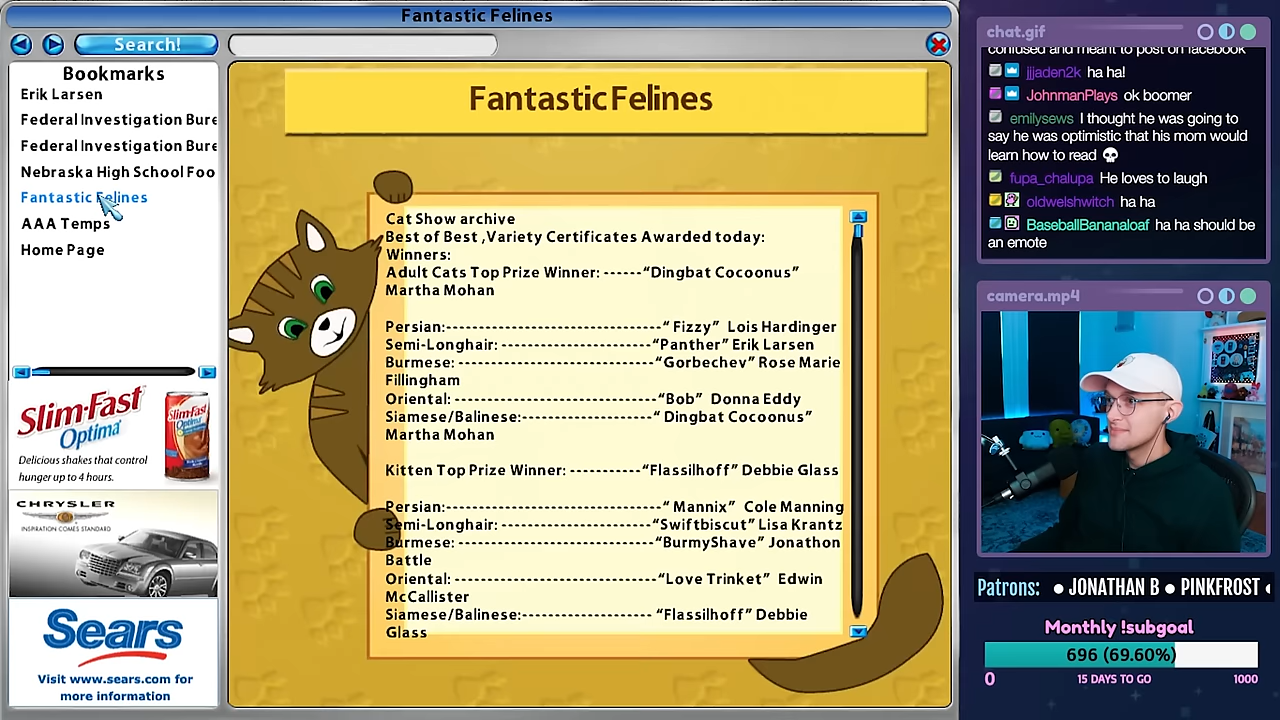 Fantastic Felines
Search!
Bookmarks
Erik Larsen
Federal Investigation Bure
Federal Investigation Bure
Nebraska High School Foo
Fantastic Felines
AAA Temps
Home Page
Slim-Fast
Optima
Delicious shakes that control
hunger up to 4 hours.
CHRYSLER
INSPIRATION COMES STANDARD
Sears
Visit www.sears.com for
more information
Fantastic Felines
Cat Show archive
Best of Best ,Variety Certificates Awarded today:
Winners:
Adult Cats Top Prize Winner: ------“Dingbat Cocoonus”
Martha Mohan
Persian:---------------------------------“ Fizzy”  Lois Hardinger
Semi-Longhair: -----------------------“Panther” Erik Larsen
Burmese: ------------------------------“Gorbechev” Rose Marie
Fillingham
Oriental: -------------------------------“Bob”  Donna Eddy
Siamese/Balinese:--------------------“ Dingbat Cocoonus”
Martha Mohan
Kitten Top Prize Winner: -----------“Flassilhoff” Debbie Glass
Persian:---------------------------------“ Mannix”  Cole Manning
Semi-Longhair: -----------------------“Swiftbiscut” Lisa Krantz
Burmese: ------------------------------“BurmyShave” Jonathon
Battle
Oriental: -------------------------------“Love Trinket”  Edwin
McCallister
Siamese/Balinese:-------------------- “Flassilhoff” Debbie
Glass
chat.gif
confused and meant to post on facebook
jjjaden2k ha ha!
JohnmanPlays ok boomer
emilysews I thought he was going to
say he was optimistic that his mom would
learn how to read
fupa_chalupa He loves to laugh
oldwelshwitch ha ha
BaseballBananaloaf ha ha should be
an emote
camera.mp4
Patrons: ● JONATHAN B ● PINKFROST
Monthly !subgoal
696 (69.60%)
0 15 DAYS TO GO 1000